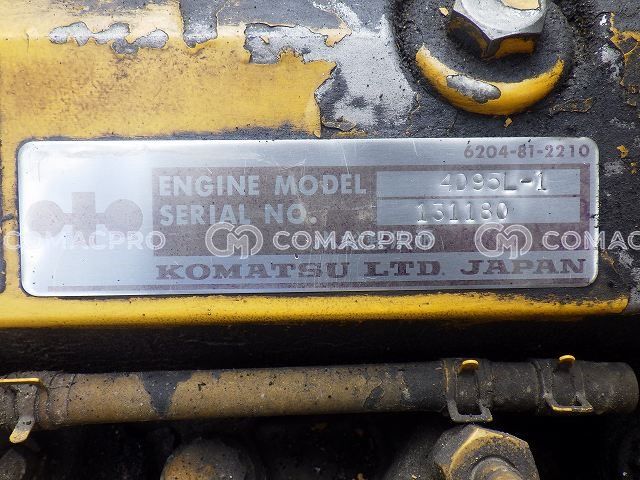 6204-81-2210
ENGINE MODEL 4D95L-1
SERIAL NO. 131180
COMACPRO COMACPRO COMAC
KOMATSU LTD. JAPAN